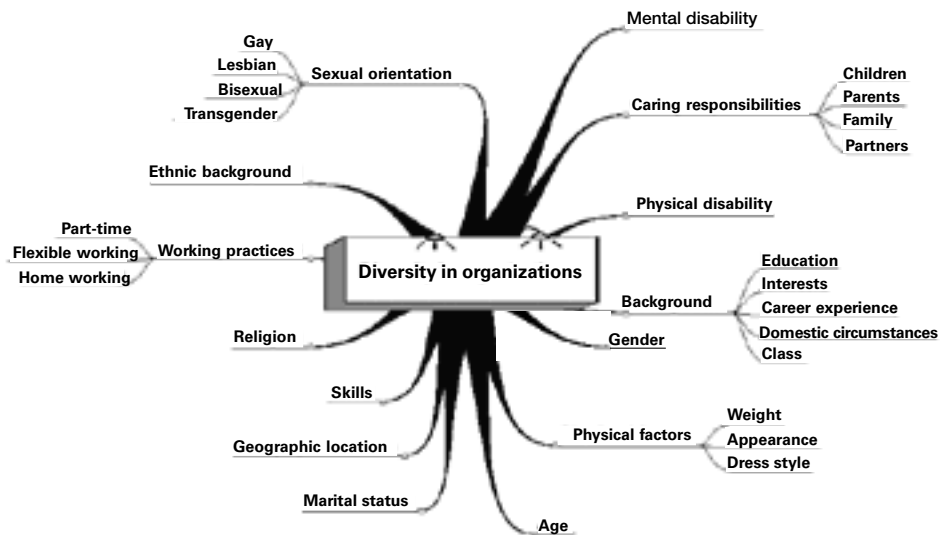 Mental disability
Gay
Lesbian
Bisexual
Transgender
Sexual orientation
Caring responsibilities
Children
Parents
Family
Partners
Ethnic background
Physical disability
Part-time
Flexible working
Home working
Working practices
Diversity in organizations
Background
Education
Interests
Career experience
Domestic circumstances
Class
Religion
Gender
Skills
Physical factors
Weight
Appearance
Dress style
Geographic location
Marital status
Age